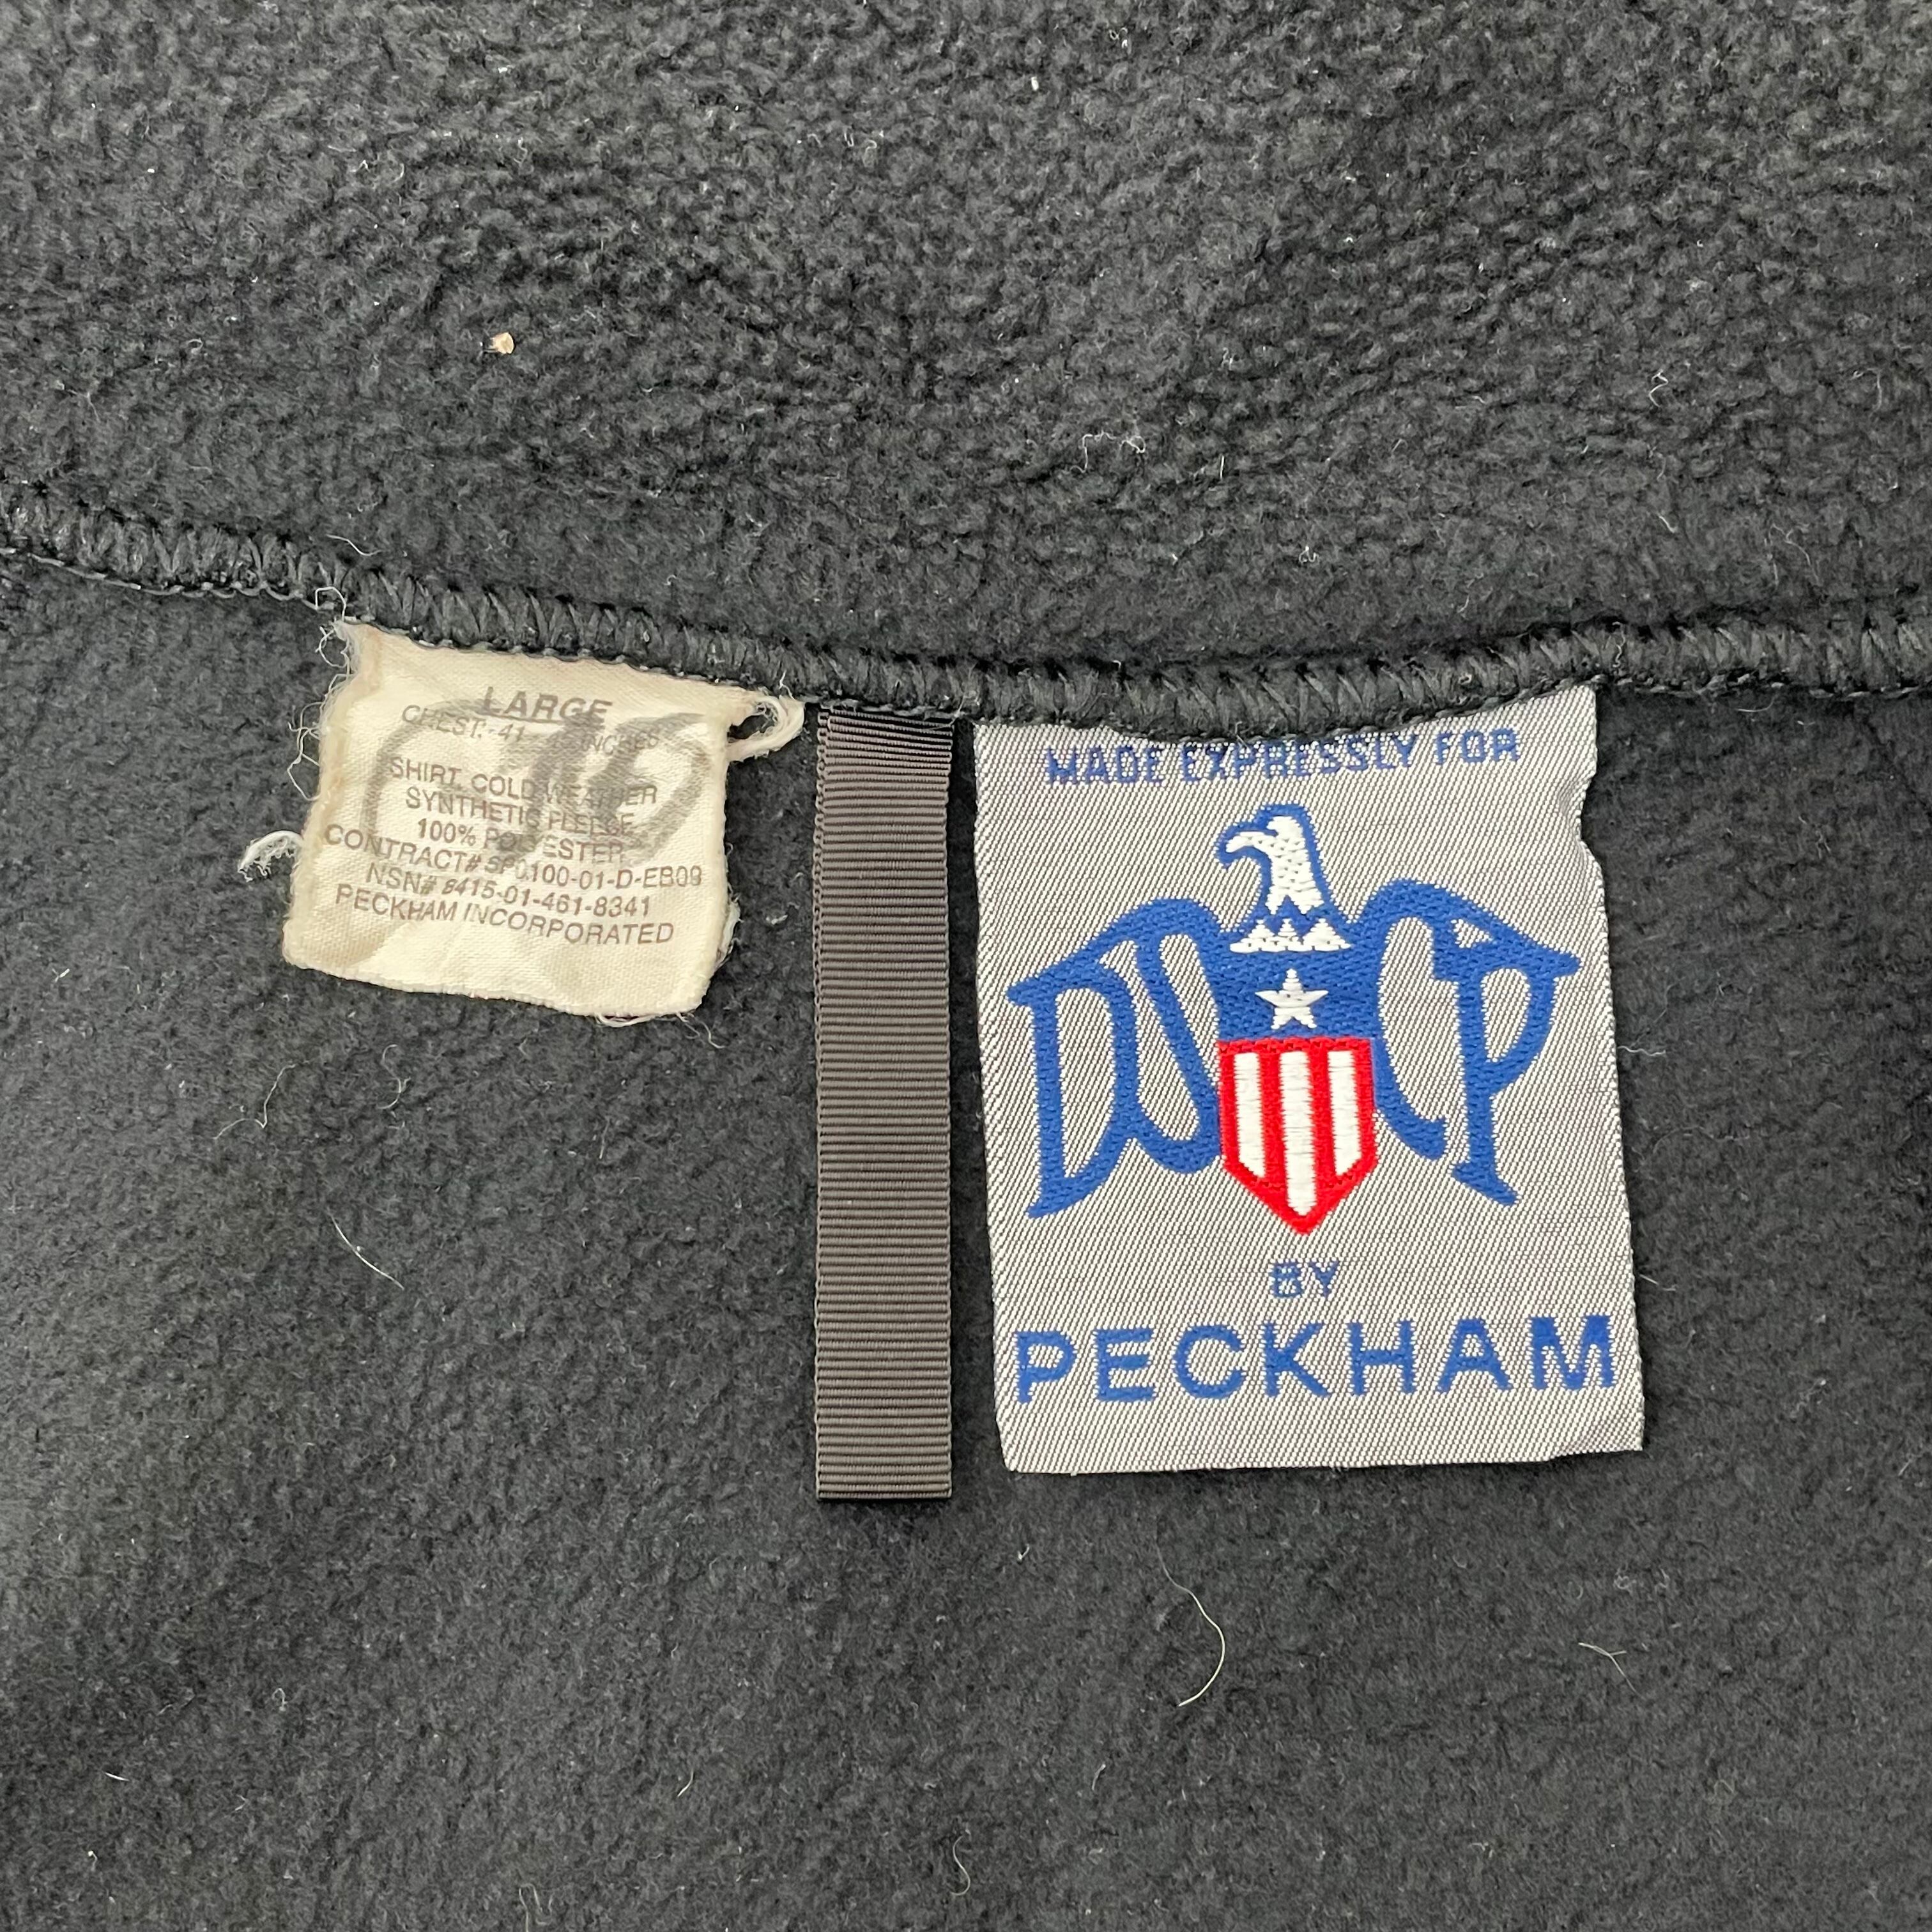 LARGE
CHEST: 41 INCHES
SHIRT, COLD WEATHER
SYNTHETIC FLEECE
100% POLYESTER
CONTRACT# SP0100-01-D-EB09
NSN# 8415-01-461-8341
PECKHAM INCORPORATED
MADE EXPRESSLY FOR
DSCP
BY
PECKHAM